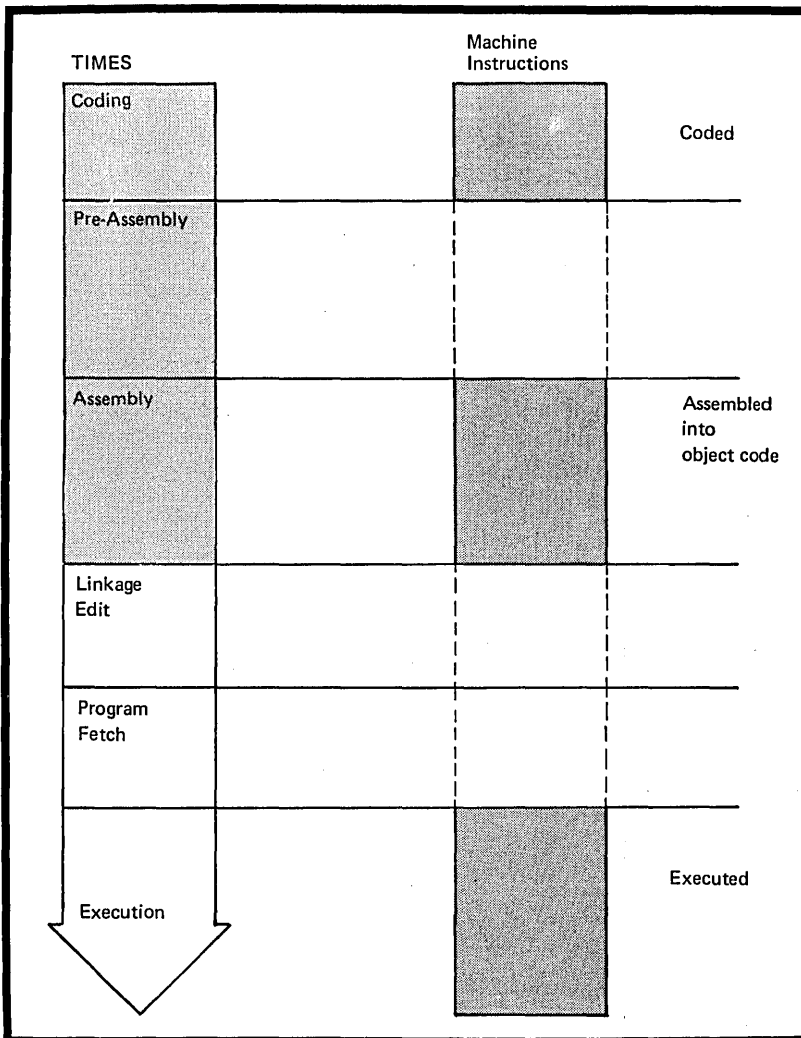 TIMES
Machine
Instructions
Coding
Coded
Pre-Assembly
Assembly
Assembled
into
object code
Linkage
Edit
Program
Fetch
Execution
Executed